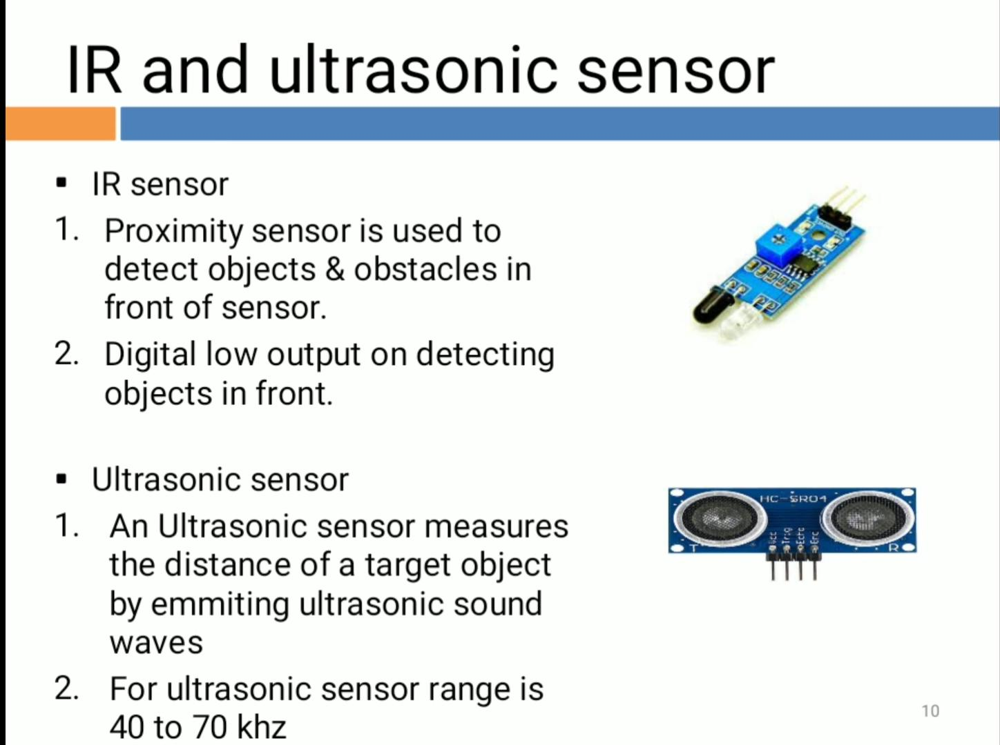 IR and ultrasonic sensor
▪ IR sensor
1. Proximity sensor is used to
detect objects & obstacles in
front of sensor.
2. Digital low output on detecting
objects in front.
▪ Ultrasonic sensor
1. An Ultrasonic sensor measures
the distance of a target object
by emmiting ultrasonic sound
waves
2. For ultrasonic sensor range is
40 to 70 khz
HC-SR04
Vcc Trig Echo
T R
10